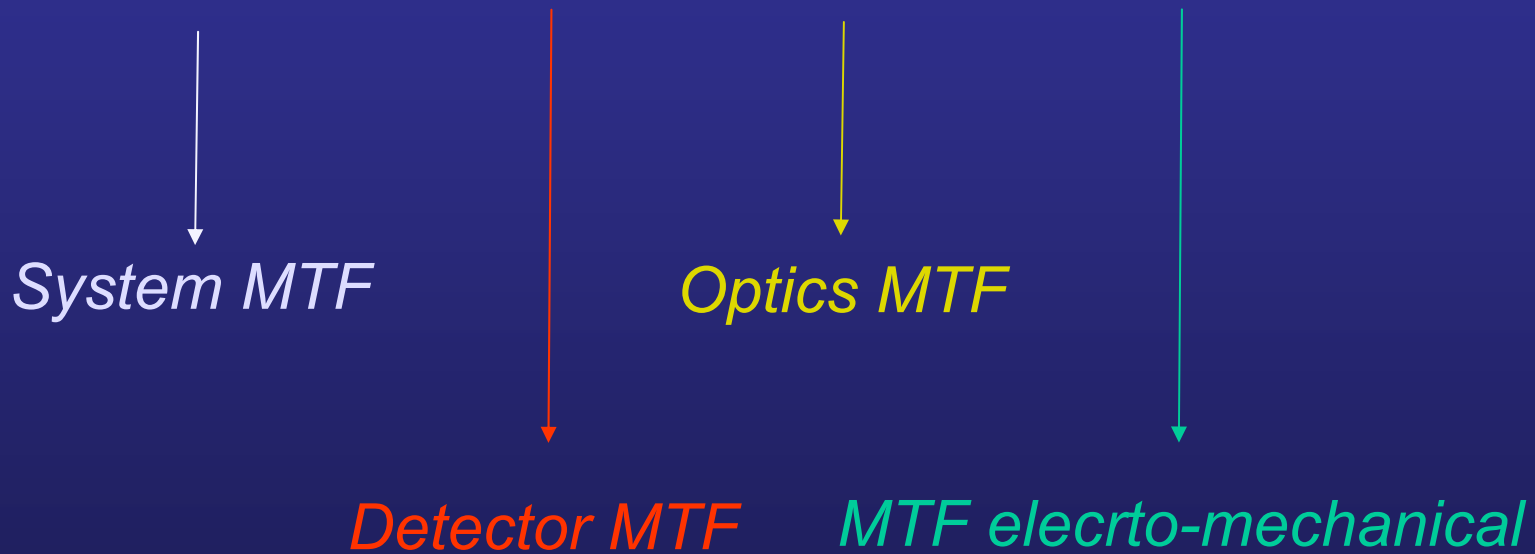 System MTF
Optics MTF
Detector MTF
MTF elecrto-mechanical